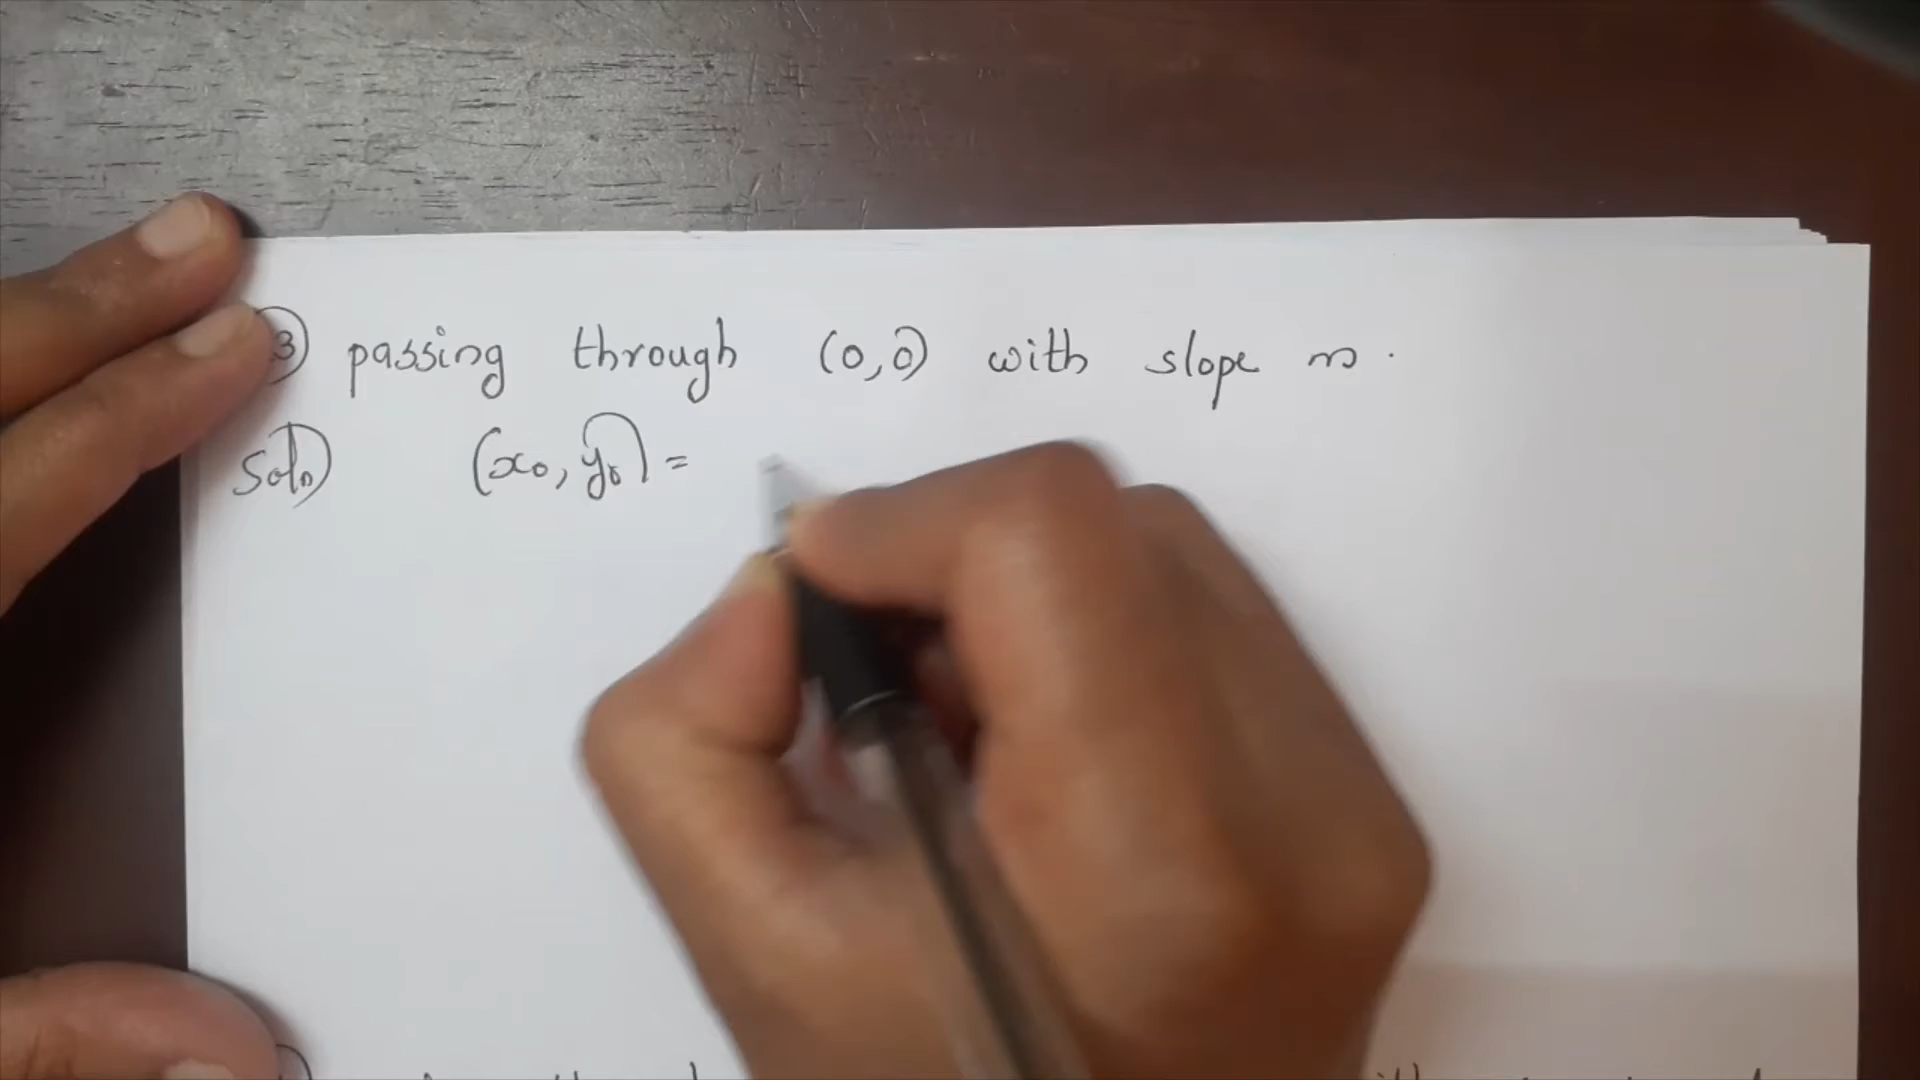 3) passing through (0,0) with slope m.
Soln) (x₀, y₀) =